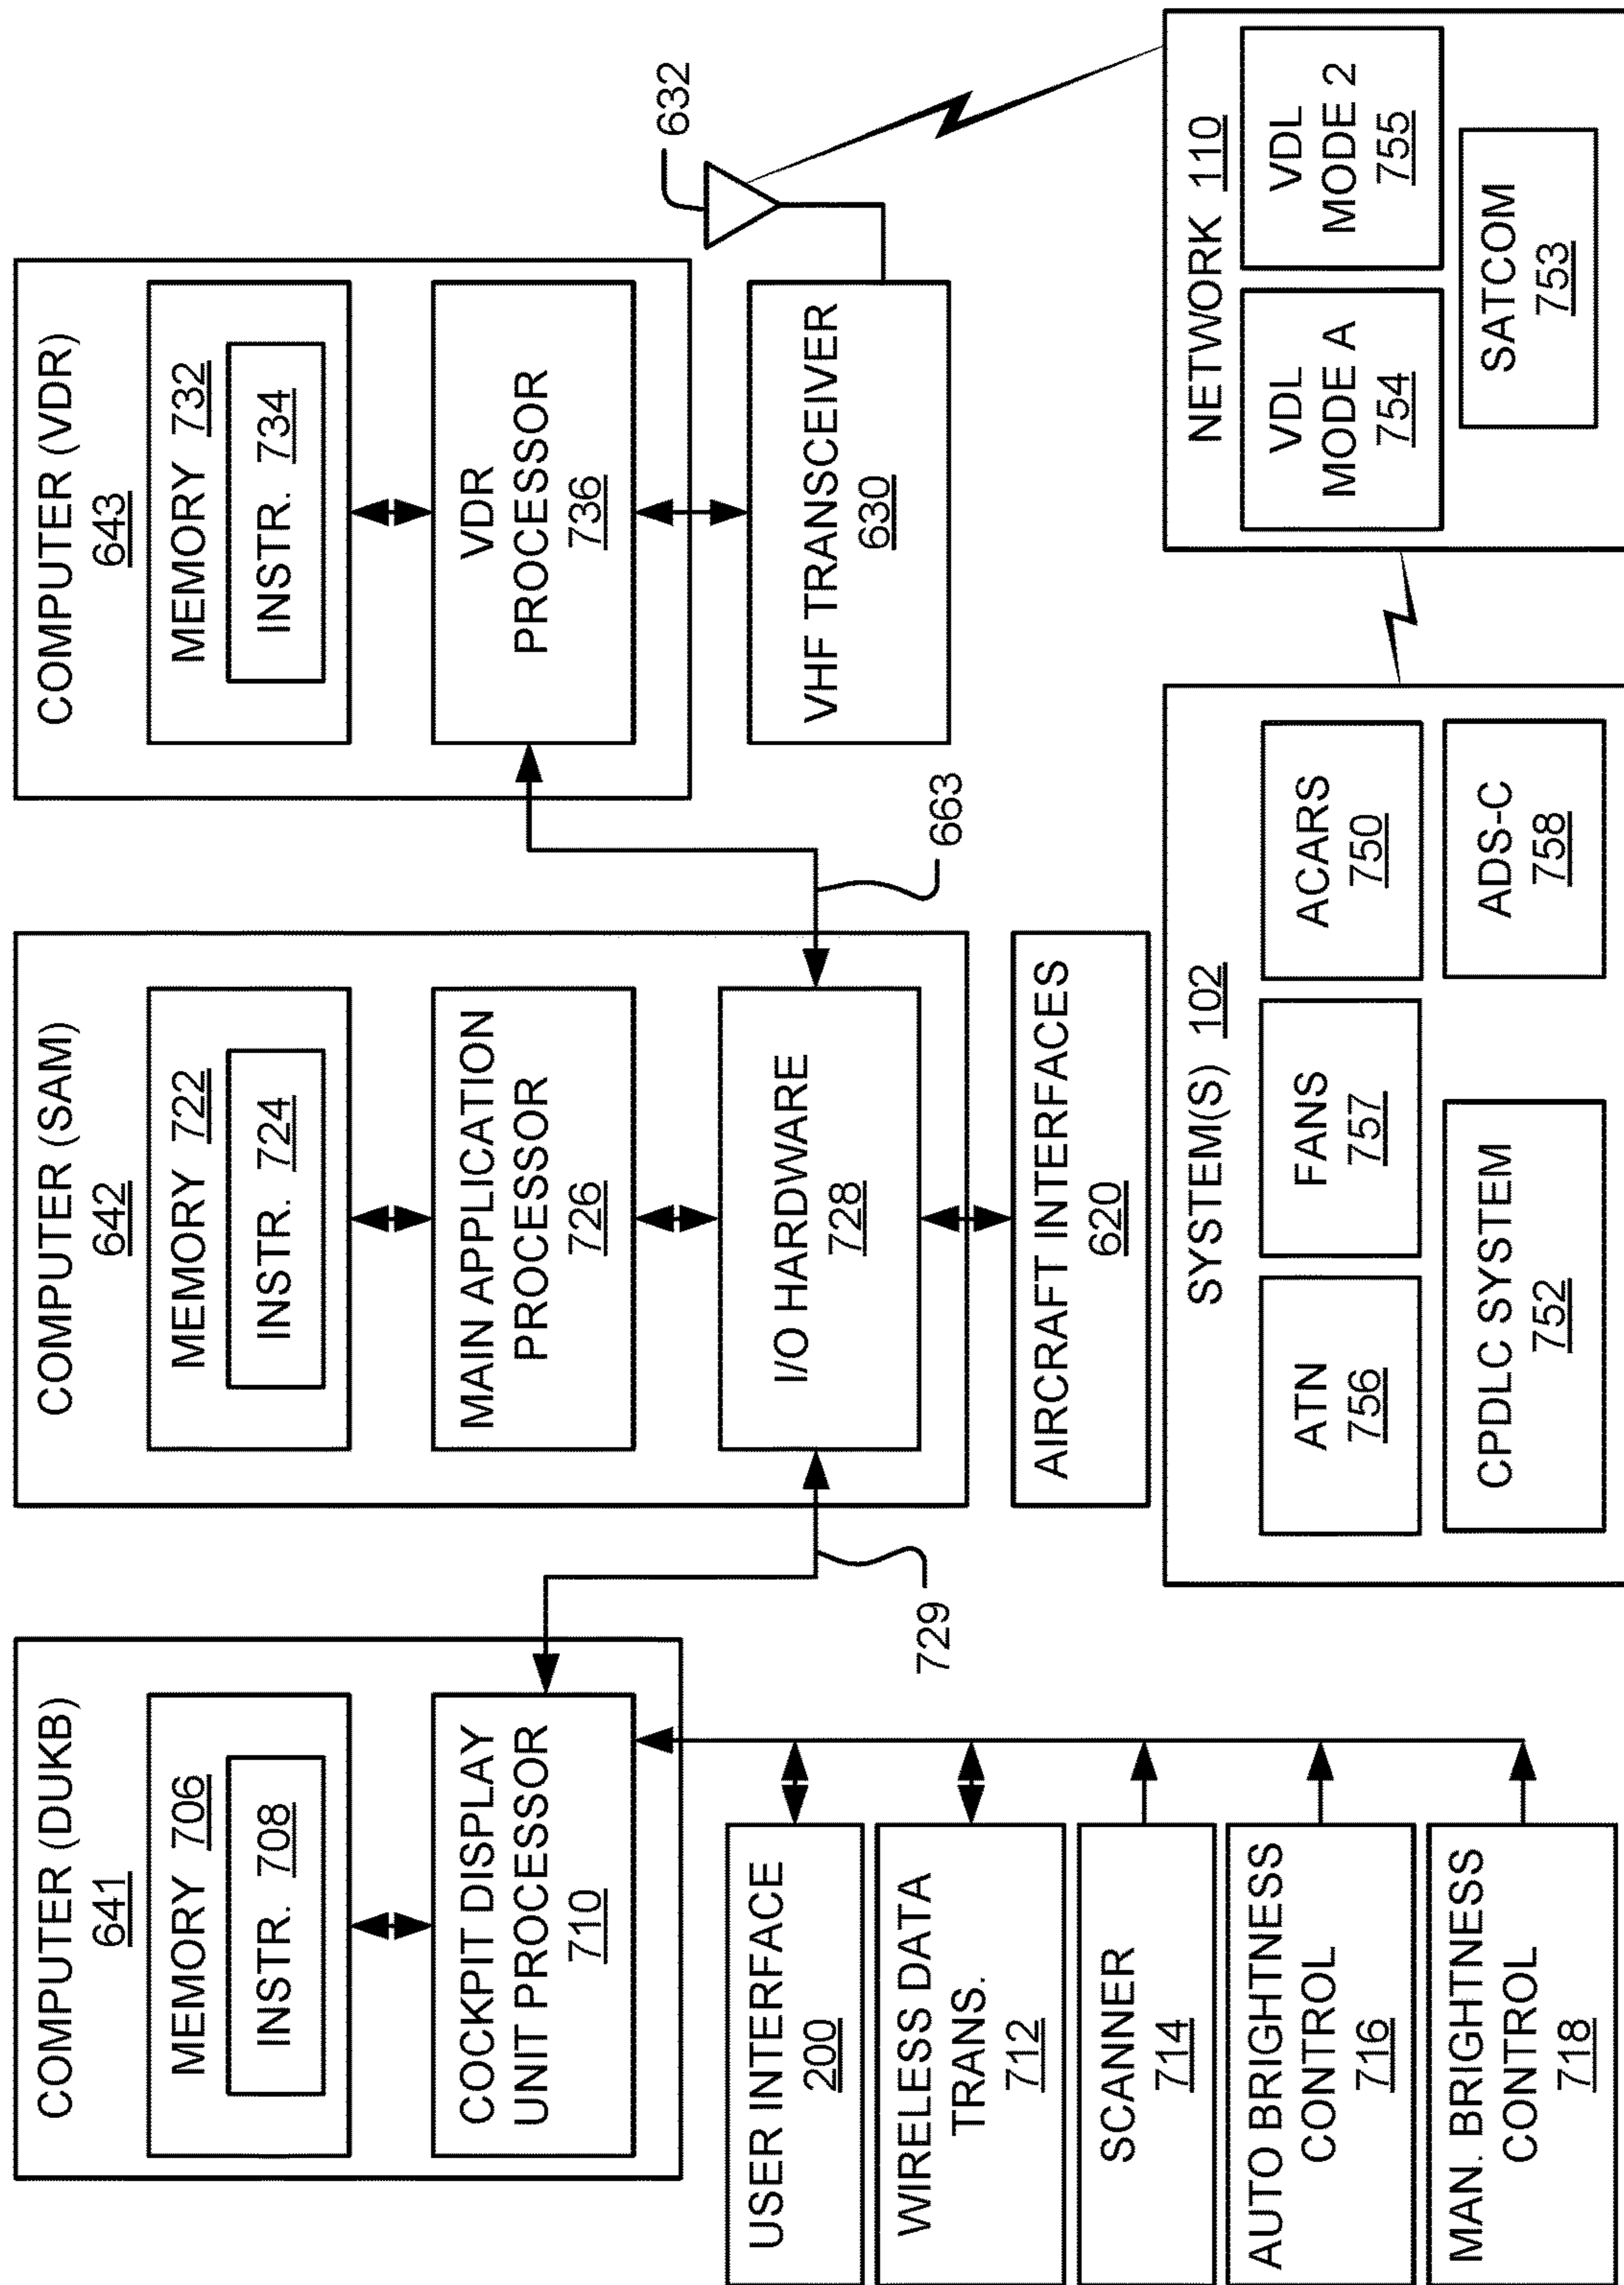 COMPUTER (DUKB)
641
MEMORY 706
INSTR. 708
COCKPIT DISPLAY
UNIT PROCESSOR
710
USER INTERFACE
200
WIRELESS DATA
TRANS.
712
SCANNER
714
AUTO BRIGHTNESS
CONTROL
716
MAN. BRIGHTNESS
CONTROL
718
729
COMPUTER (SAM)
642
MEMORY 722
INSTR. 724
MAIN APPLICATION
PROCESSOR
726
I/O HARDWARE
728
AIRCRAFT INTERFACES
620
663
COMPUTER (VDR)
643
MEMORY 732
INSTR. 734
VDR
PROCESSOR
736
VHF TRANSCEIVER
630
632
SYSTEM(S) 102
ATN
756
FANS
757
ACARS
750
CPDLC SYSTEM
752
ADS-C
758
NETWORK 110
VDL
MODE A
754
VDL
MODE 2
755
SATCOM
753